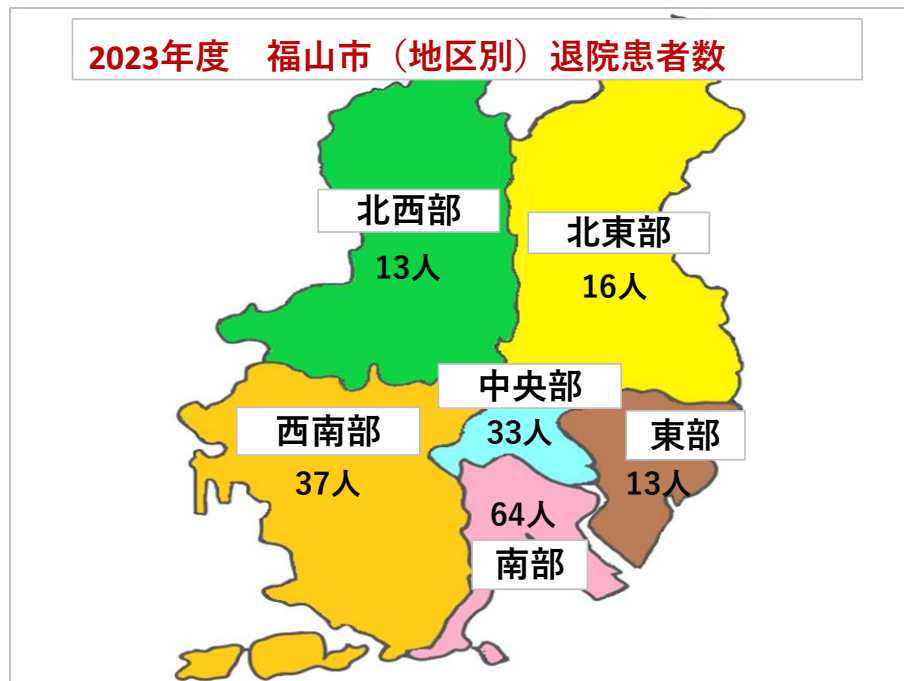 2023年度　福山市（地区別）退院患者数
北西部
13人
北東部
16人
中央部
33人
西南部
37人
東部
13人
64人
南部